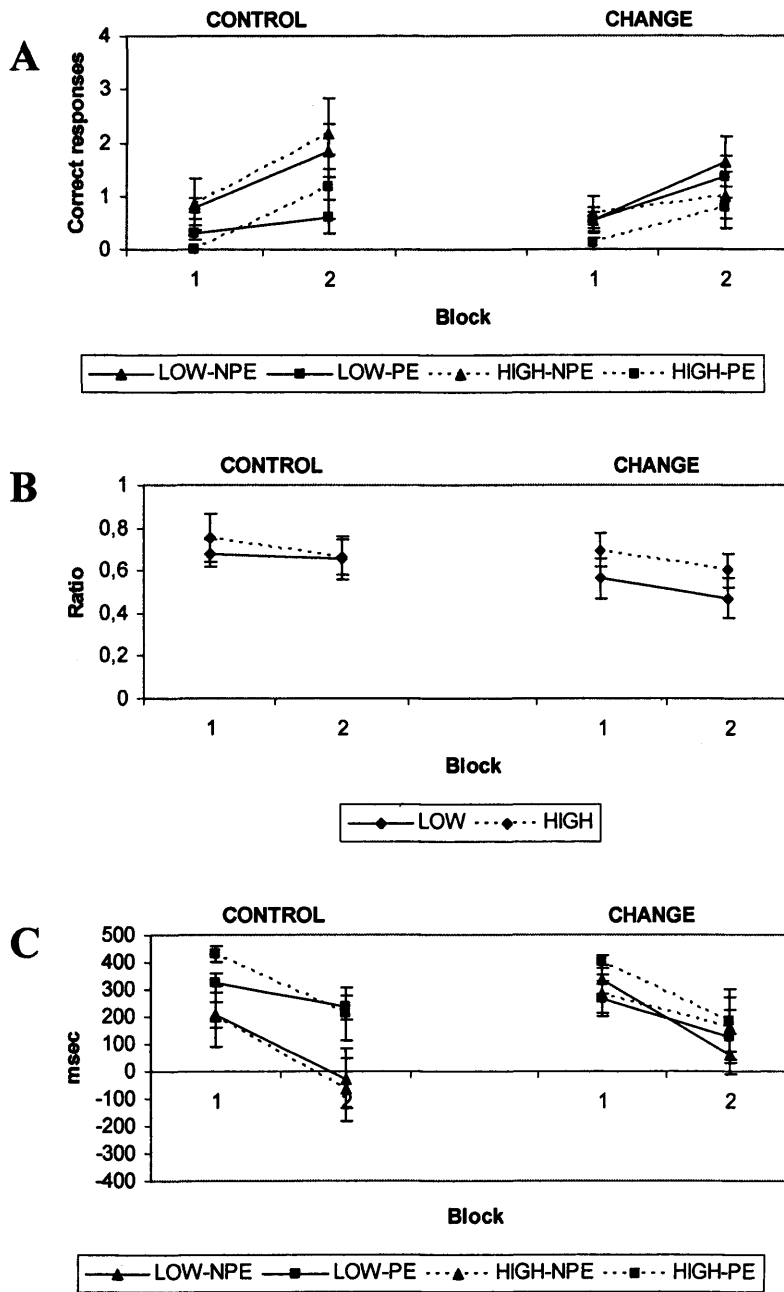 A
CONTROL CHANGE
Correct responses
4
3
2
1
0
1 2 1 2
Block
LOW-NPE LOW-PE HIGH-NPE HIGH-PE
B
CONTROL CHANGE
Ratio
1
0,8
0,6
0,4
0,2
0
1 2 1 2
Block
LOW HIGH
C
CONTROL CHANGE
msec
500
400
300
200
100
0
-100
-200
-300
-400
1 2 1 2
Block
LOW-NPE LOW-PE HIGH-NPE HIGH-PE